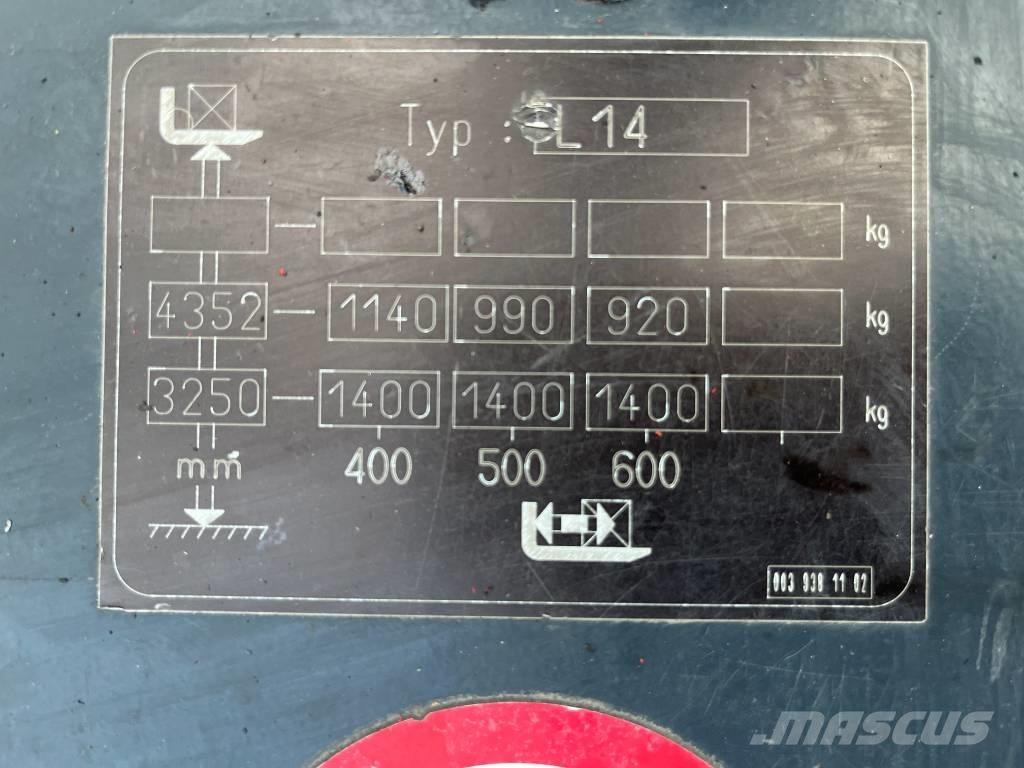 Typ : L 14
kg
4352 1140 990 920 kg
3250 1400 1400 1400 kg
mm 400 500 600
003 938 11 02
MASCUS